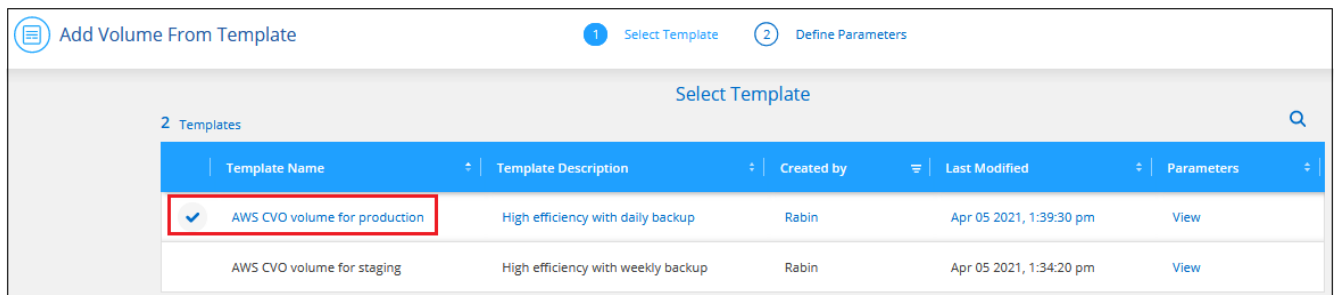 Add Volume From Template
1 Select Template 2 Define Parameters
Select Template
2 Templates
Template Name Template Description Created by Last Modified Parameters
AWS CVO volume for production High efficiency with daily backup Rabin Apr 05 2021, 1:39:30 pm View
AWS CVO volume for staging High efficiency with weekly backup Rabin Apr 05 2021, 1:34:20 pm View